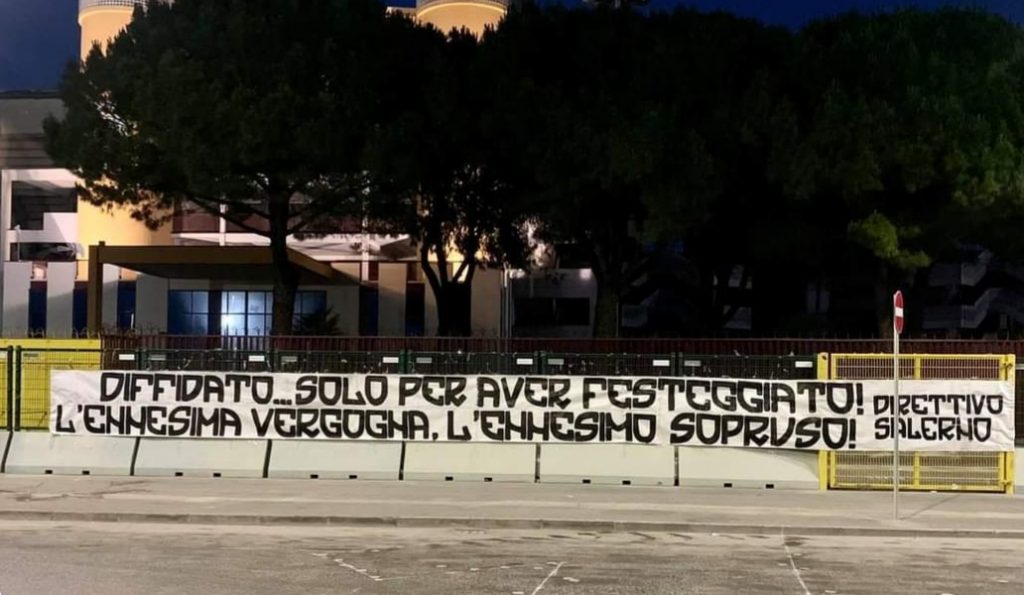 DIFFIDATO...SOLO PER AVER FESTEGGIATO!
L'ENNESIMA VERGOGNA, L'ENNESIMO SOPRUSO!
DIRETTIVO
SALERNO